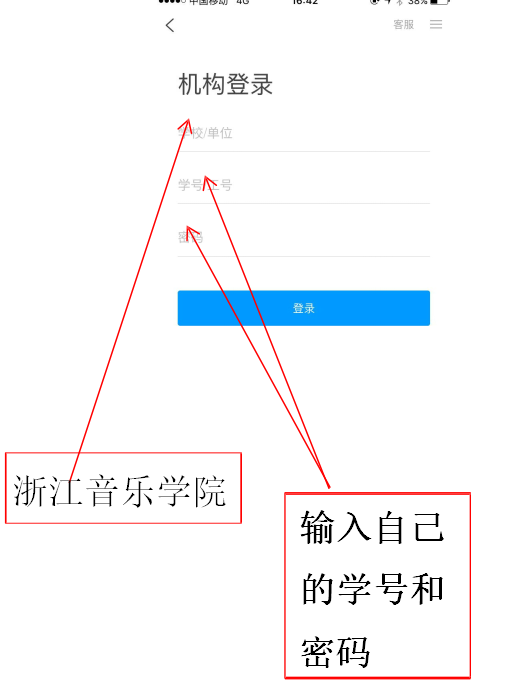 中国移动 4G 16:42 38%
客服
机构登录
学校/单位
学号/工号
密码
登录
浙江音乐学院
输入自己
的学号和
密码